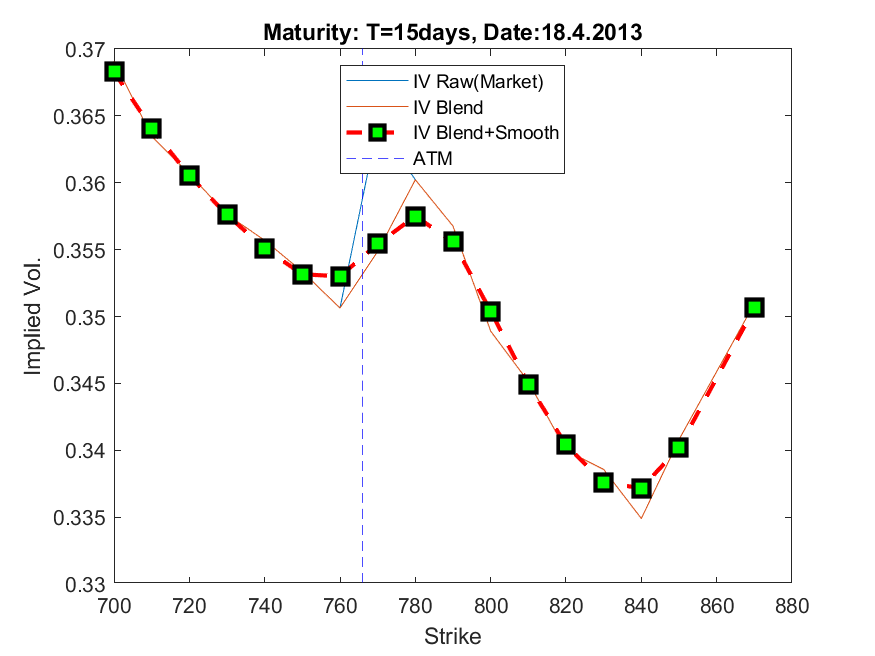 Maturity: T=15days, Date:18.4.2013
0.37
0.365
0.36
0.355
0.35
0.345
0.34
0.335
0.33
Implied Vol.
IV Raw(Market)
IV Blend
IV Blend+Smooth
ATM
700 720 740 760 780 800 820 840 860 880
Strike